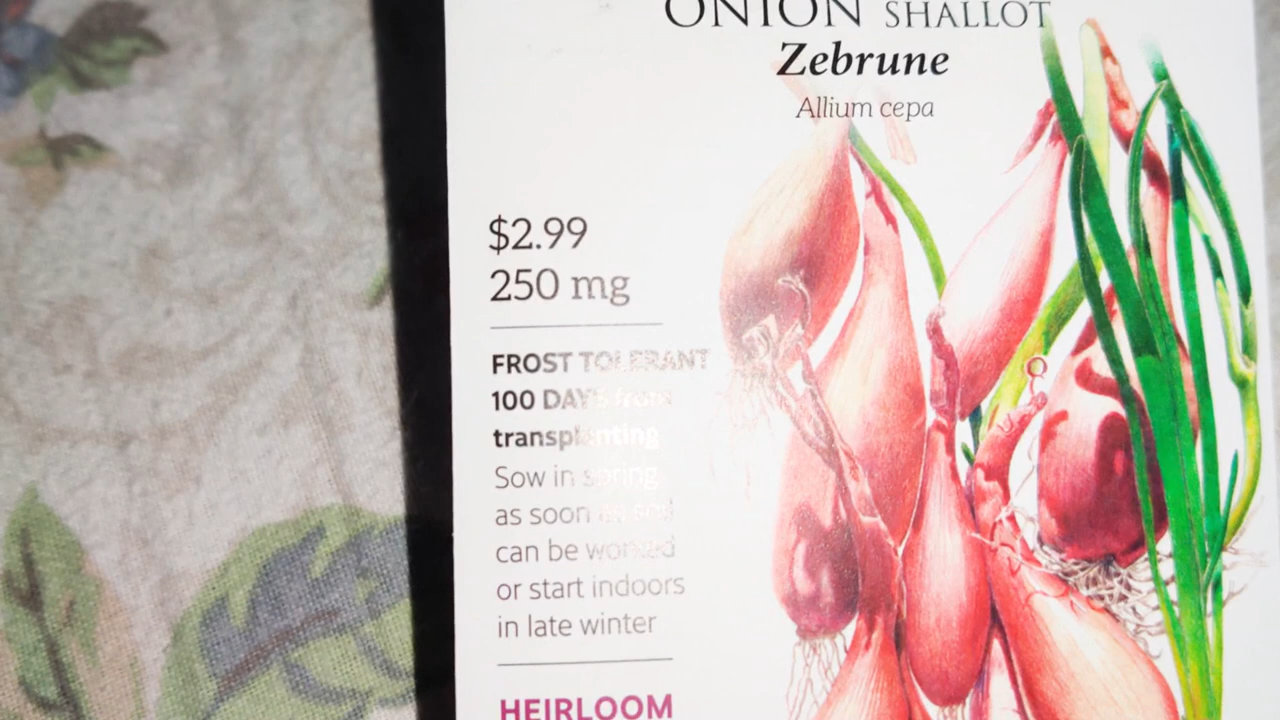 ONION SHALLOT
Zebrune
Allium cepa
$2.99
250 mg
FROST TOLERANT
100 DAYS from
transplanting
Sow in spring
as soon as soil
can be worked
or start indoors
in late winter
HEIRLOOM